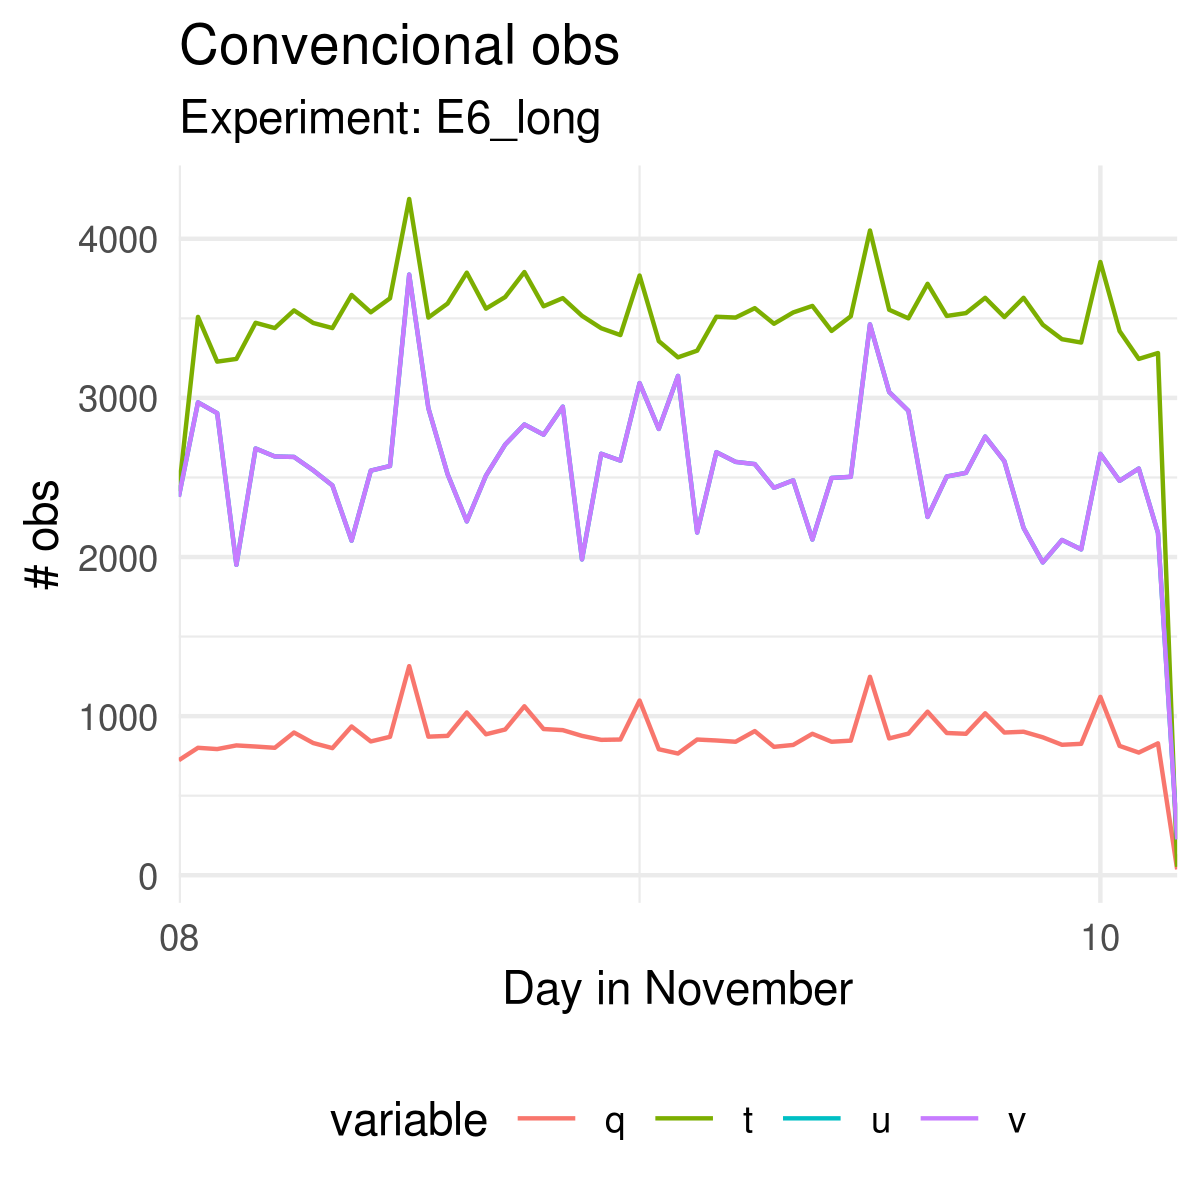 Convencional obs
Experiment: E6_long
# obs
4000
3000
2000
1000
0
08 10
Day in November
variable q t u v